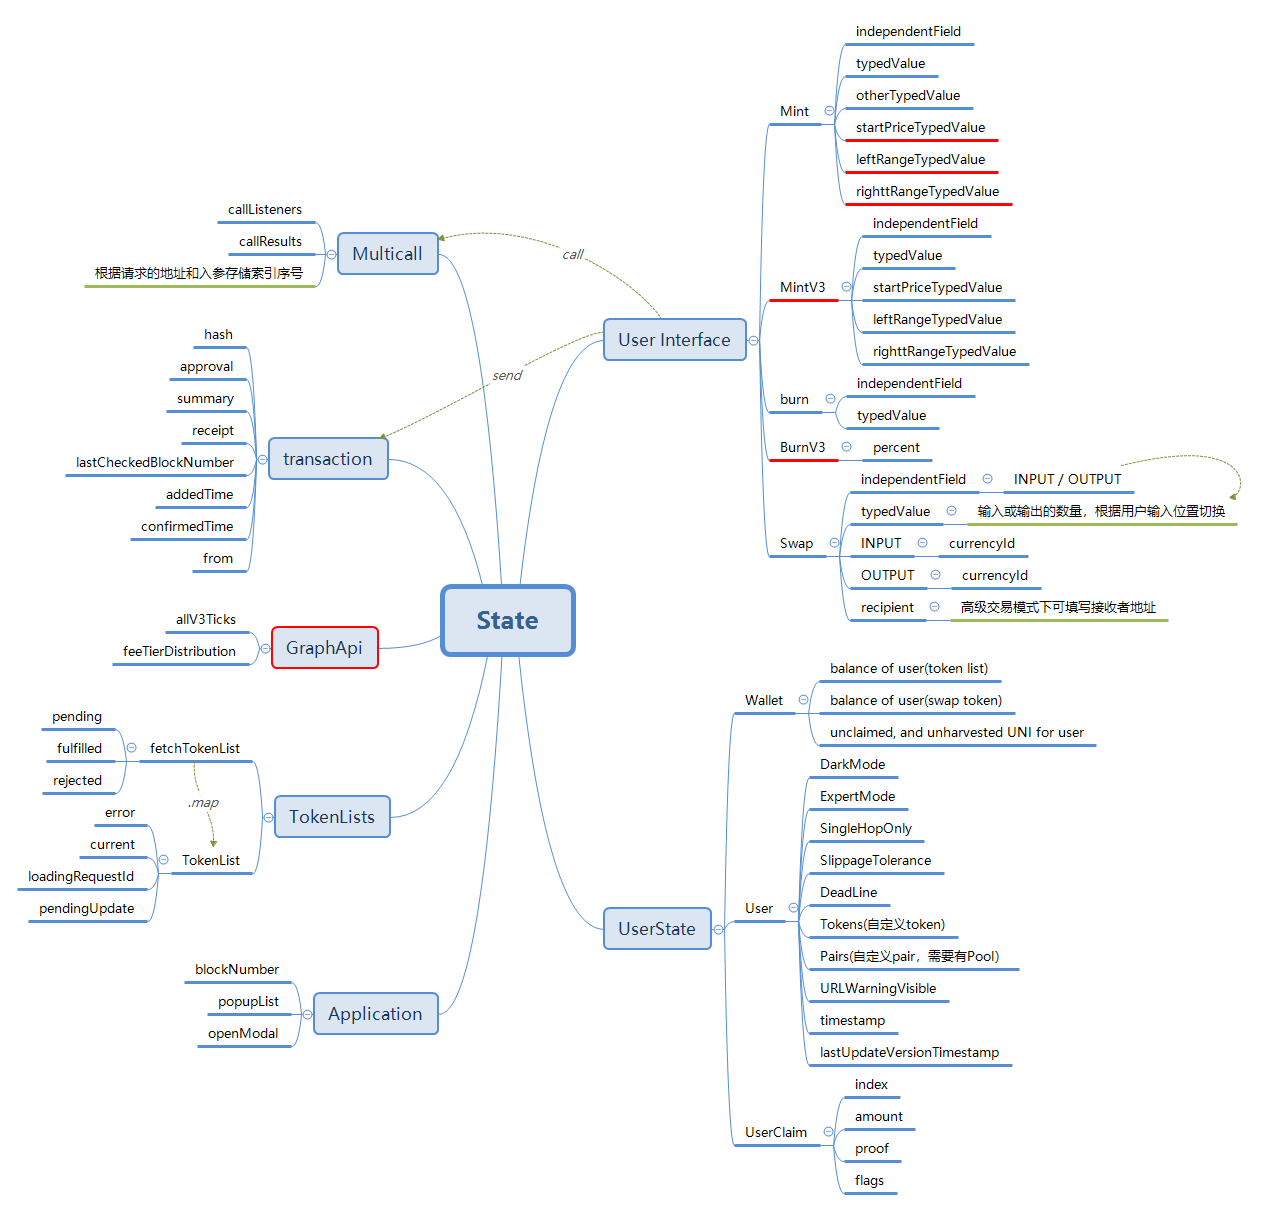 State
User Interface
Mint
independentField
typedValue
otherTypedValue
startPriceTypedValue
leftRangeTypedValue
righttRangeTypedValue
MintV3
independentField
typedValue
startPriceTypedValue
leftRangeTypedValue
righttRangeTypedValue
burn
independentField
typedValue
BurnV3
percent
Swap
independentField
INPUT / OUTPUT
typedValue
输入或输出的数量，根据用户输入位置切换
INPUT
currencyId
OUTPUT
currencyId
recipient
高级交易模式下可填写接收者地址
UserState
Wallet
balance of user(token list)
balance of user(swap token)
unclaimed, and unharvested UNI for user
User
DarkMode
ExpertMode
SingleHopOnly
SlippageTolerance
DeadLine
Tokens(自定义token)
Pairs(自定义pair，需要有Pool)
URLWarningVisible
timestamp
lastUpdateVersionTimestamp
UserClaim
index
amount
proof
flags
call
send
Multicall
callListeners
callResults
根据请求的地址和入参存储索引序号
transaction
hash
approval
summary
receipt
lastCheckedBlockNumber
addedTime
confirmedTime
from
GraphApi
allV3Ticks
feeTierDistribution
TokenLists
fetchTokenList
pending
fulfilled
rejected
.map
TokenList
error
current
loadingRequestId
pendingUpdate
Application
blockNumber
popupList
openModal